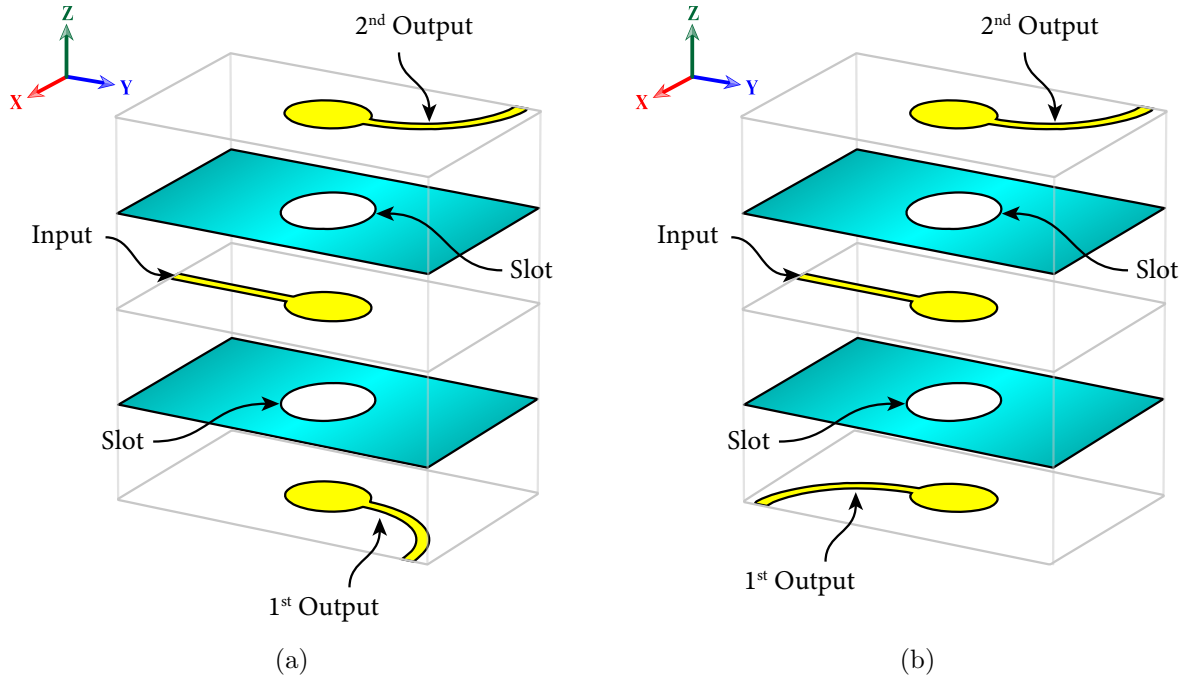 Z
Y
X
2nd Output
Slot
Input
Slot
1st Output
(a)
Z
Y
X
2nd Output
Slot
Input
Slot
1st Output
(b)